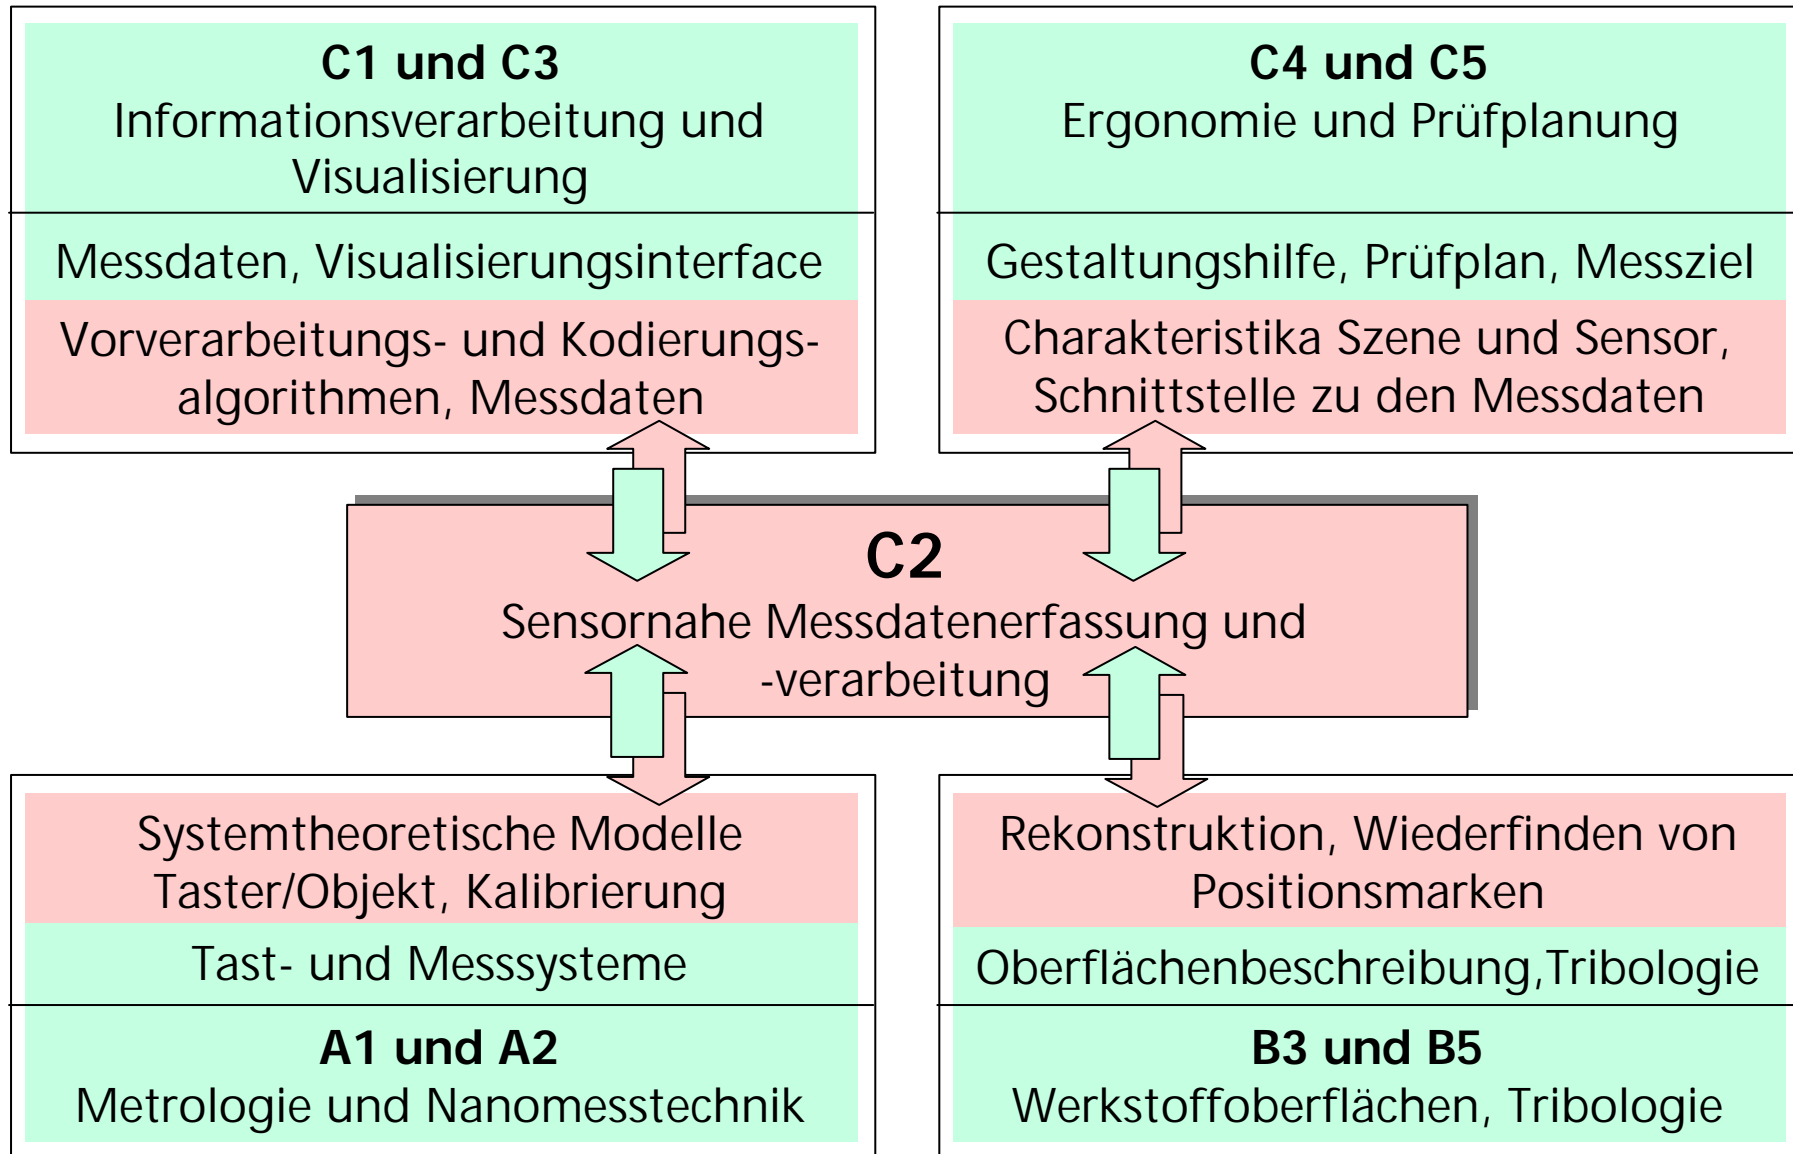 C1 und C3
Informationsverarbeitung und
Visualisierung
Messdaten, Visualisierungsinterface
Vorverarbeitungs- und Kodierungs-
algorithmen, Messdaten
C4 und C5
Ergonomie und Prüfplanung
Gestaltungshilfe, Prüfplan, Messziel
Charakteristika Szene und Sensor,
Schnittstelle zu den Messdaten
C2
Sensornahe Messdatenerfassung und
-verarbeitung
Systemtheoretische Modelle
Taster/Objekt, Kalibrierung
Tast- und Messsysteme
A1 und A2
Metrologie und Nanomesstechnik
Rekonstruktion, Wiederfinden von
Positionsmarken
Oberflächenbeschreibung,Tribologie
B3 und B5
Werkstoffoberflächen, Tribologie